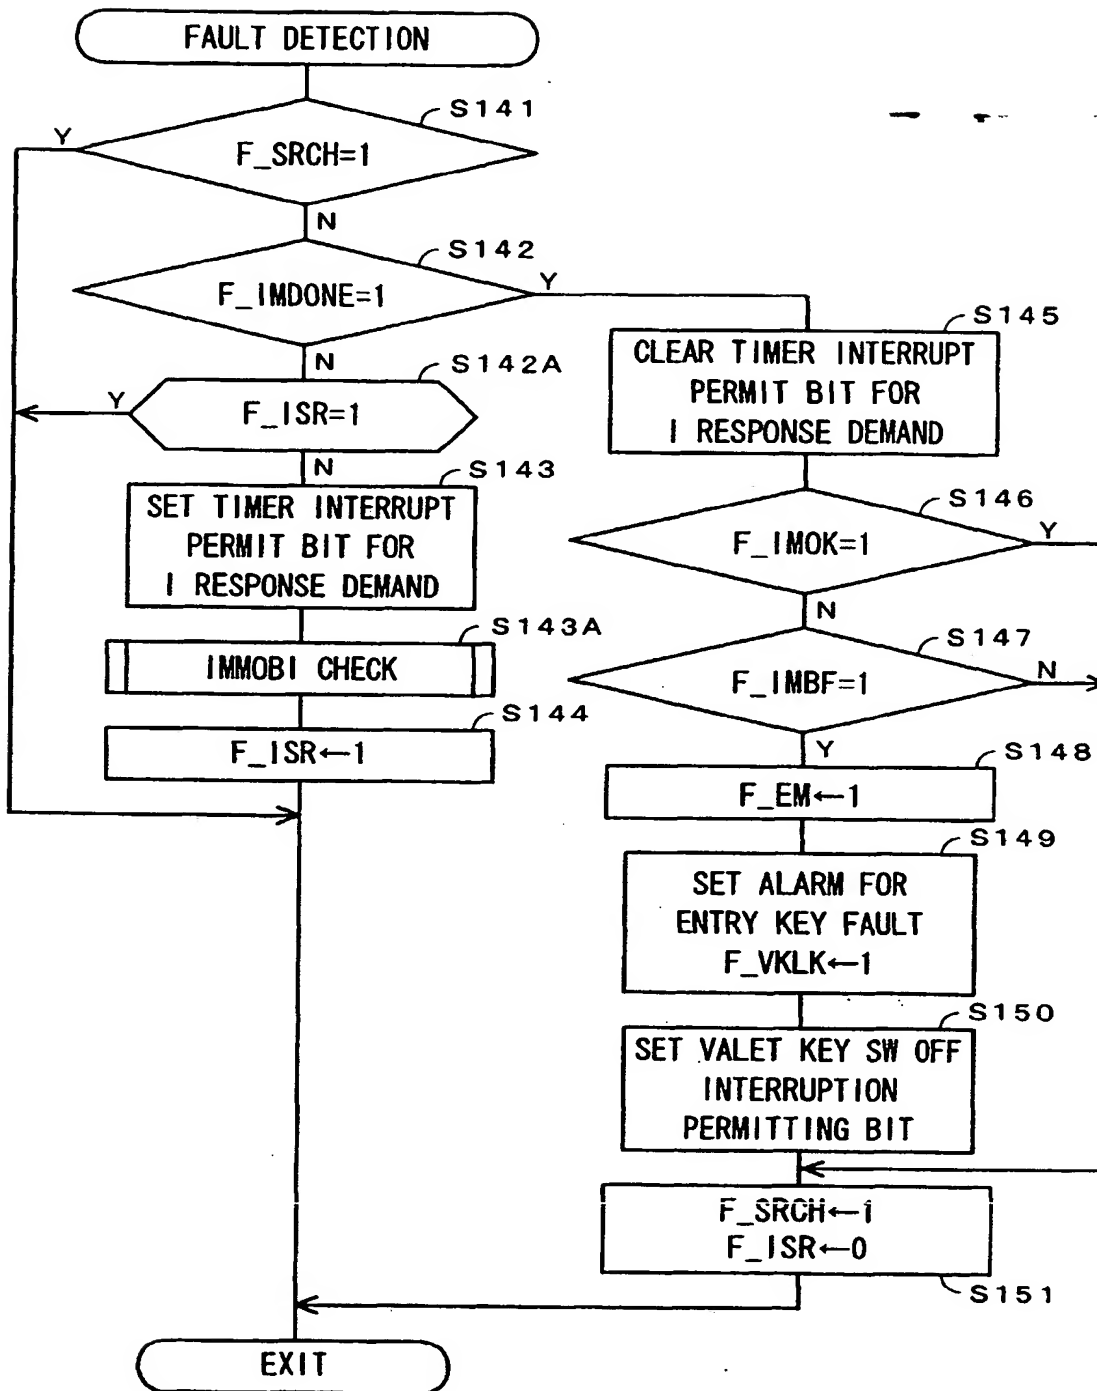 FAULT DETECTION
S141
Y
F_SRCH=1
N
S142
F_IMDONE=1
Y
N
S142A
Y
F_ISR=1
N
S143
SET TIMER INTERRUPT
PERMIT BIT FOR
I RESPONSE DEMAND
S143A
IMMOBI CHECK
S144
F_ISR←1
S145
CLEAR TIMER INTERRUPT
PERMIT BIT FOR
I RESPONSE DEMAND
S146
F_IMOK=1
Y
N
S147
F_IMBF=1
N
Y
S148
F_EM←1
S149
SET ALARM FOR
ENTRY KEY FAULT
F_VKLK←1
S150
SET VALET KEY SW OFF
INTERRUPTION
PERMITTING BIT
F_SRCH←1
F_ISR←0
S151
EXIT